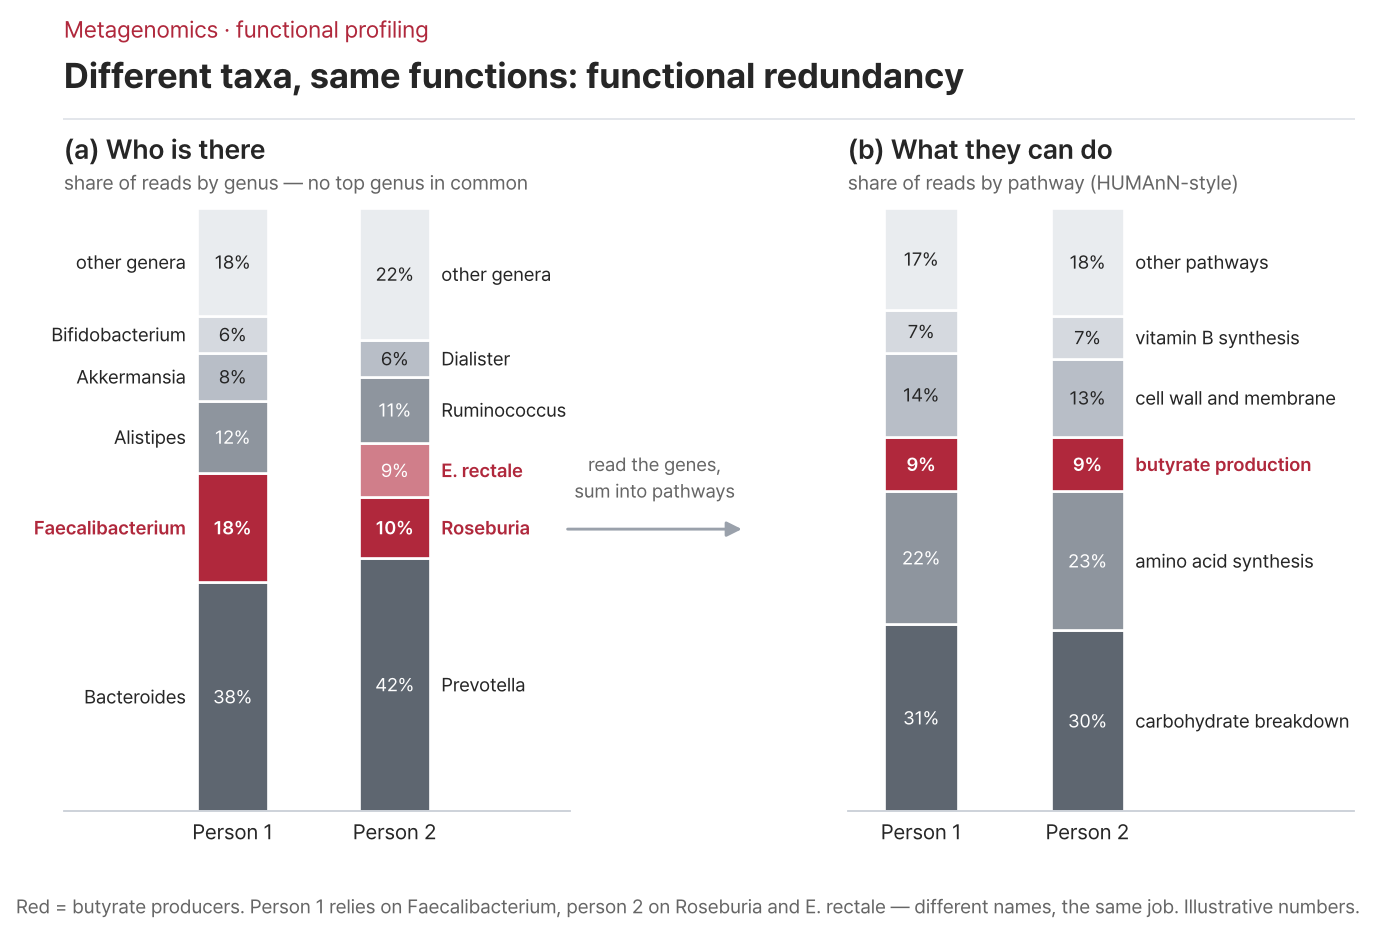 Metagenomics · functional profiling
Different taxa, same functions: functional redundancy
(a) Who is there
share of reads by genus — no top genus in common
other genera
18%
Bifidobacterium
6%
Akkermansia
8%
Alistipes
12%
Faecalibacterium
18%
Bacteroides
38%
Person 1
22%
other genera
6%
Dialister
11%
Ruminococcus
9%
E. rectale
10%
Roseburia
42%
Prevotella
Person 2
read the genes,
sum into pathways
(b) What they can do
share of reads by pathway (HUMAnN-style)
17%
7%
14%
9%
22%
31%
Person 1
18%
other pathways
7%
vitamin B synthesis
13%
cell wall and membrane
9%
butyrate production
23%
amino acid synthesis
30%
carbohydrate breakdown
Person 2
Red = butyrate producers. Person 1 relies on Faecalibacterium, person 2 on Roseburia and E. rectale — different names, the same job. Illustrative numbers.